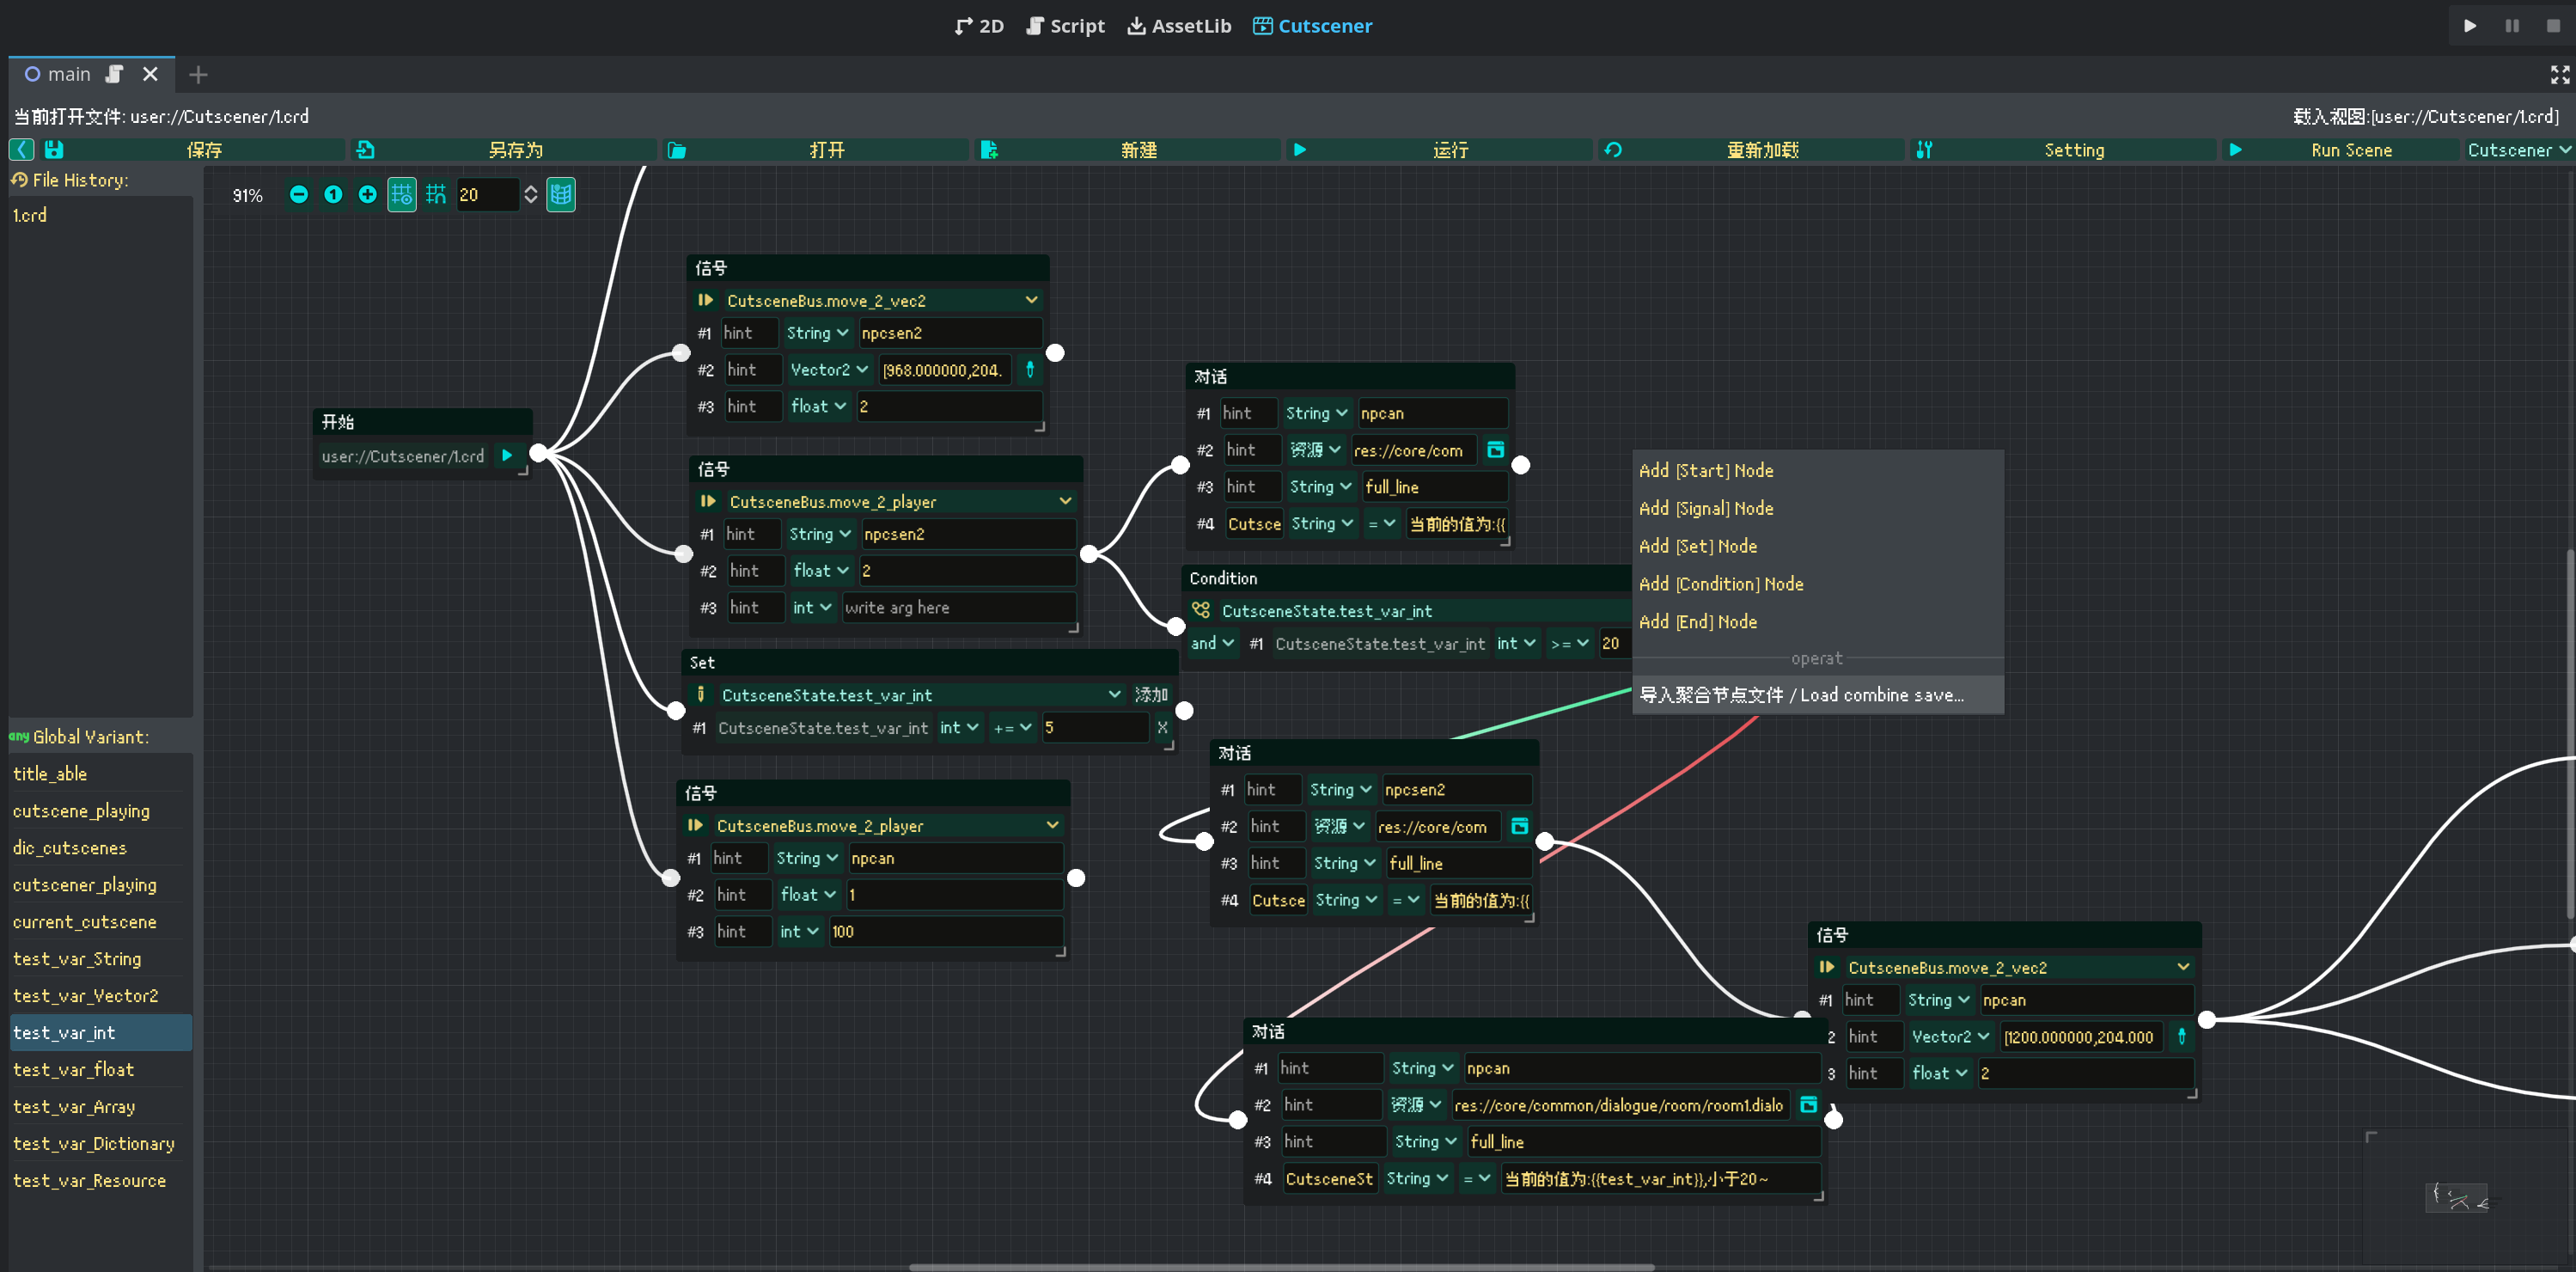 2D Script AssetLib Cutscener
main
当前打开文件: user://Cutscener/1.crd
载入视图:[user://Cutscener/1.crd]
保存 另存为 打开 新建 运行 重新加载 Setting Run Scene Cutscener
File History:
1.crd
91% 1 20
开始
user://Cutscener/1.crd
信号
CutsceneBus.move_2_vec2
#1 hint String npcsen2
#2 hint Vector2 [968.000000,204.
#3 hint float 2
信号
CutsceneBus.move_2_player
#1 hint String npcsen2
#2 hint float 2
#3 hint int write arg here
Set
CutsceneState.test_var_int 添加
#1 CutsceneState.test_var_int int += 5 X
信号
CutsceneBus.move_2_player
#1 hint String npcan
#2 hint float 1
#3 hint int 100
对话
#1 hint String npcan
#2 hint 资源 res://core/com
#3 hint String full_line
#4 Cutsce String = 当前的值为:{{
Condition
CutsceneState.test_var_int
and #1 CutsceneState.test_var_int int >= 20
Add [Start] Node
Add [Signal] Node
Add [Set] Node
Add [Condition] Node
Add [End] Node
operat
导入聚合节点文件 / Load combine save...
对话
#1 hint String npcsen2
#2 hint 资源 res://core/com
#3 hint String full_line
#4 Cutsce String = 当前的值为:{{
信号
CutsceneBus.move_2_vec2
#1 hint String npcan
2 hint Vector2 [1200.000000,204.000
3 hint float 2
对话
#1 hint String npcan
#2 hint 资源 res://core/common/dialogue/room/room1.dialo
#3 hint String full_line
#4 CutsceneSt String = 当前的值为:{{test_var_int}},小于20~
any Global Variant:
title_able
cutscene_playing
dic_cutscenes
cutscener_playing
current_cutscene
test_var_String
test_var_Vector2
test_var_int
test_var_float
test_var_Array
test_var_Dictionary
test_var_Resource